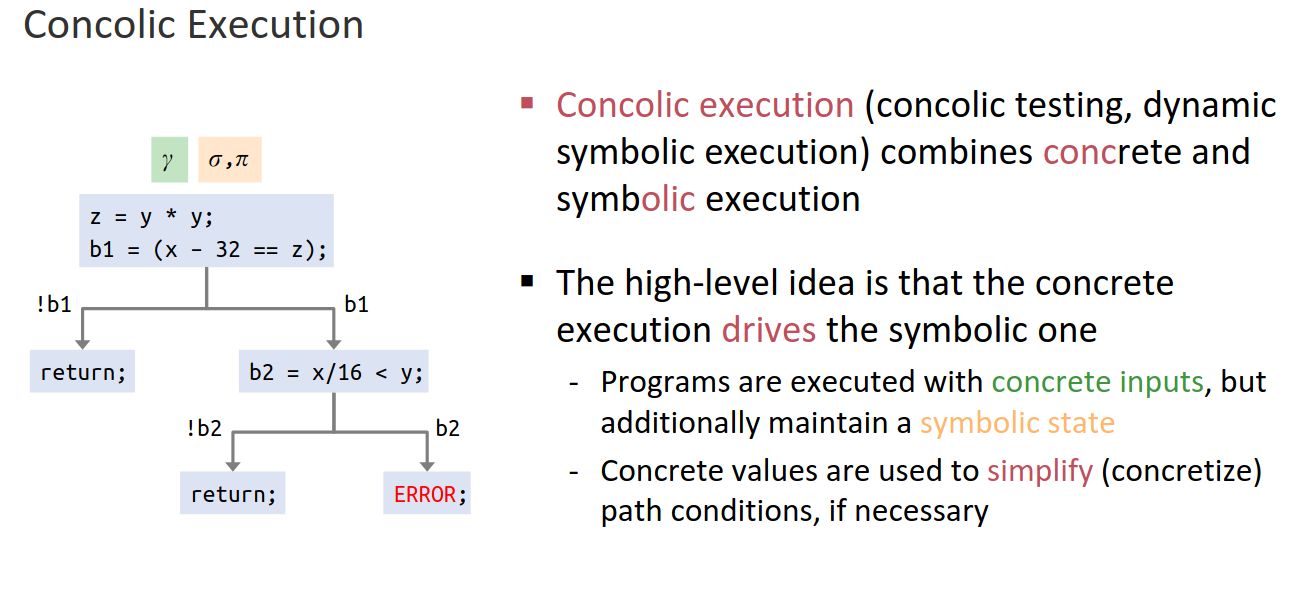 Concolic Execution
γ
σ,π
z = y * y;
b1 = (x - 32 == z);
!b1
b1
return;
b2 = x/16 < y;
!b2
b2
return;
ERROR;
▪ Concolic execution (concolic testing, dynamic
symbolic execution) combines concrete and
symbolic execution
▪ The high-level idea is that the concrete
execution drives the symbolic one
- Programs are executed with concrete inputs, but
additionally maintain a symbolic state
- Concrete values are used to simplify (concretize)
path conditions, if necessary